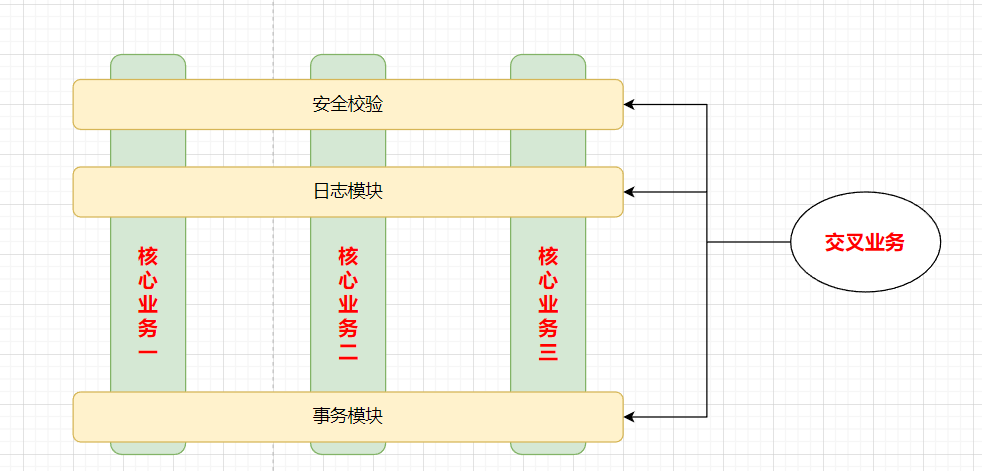 安全校验
日志模块
核心业务一
核心业务二
核心业务三
交叉业务
事务模块